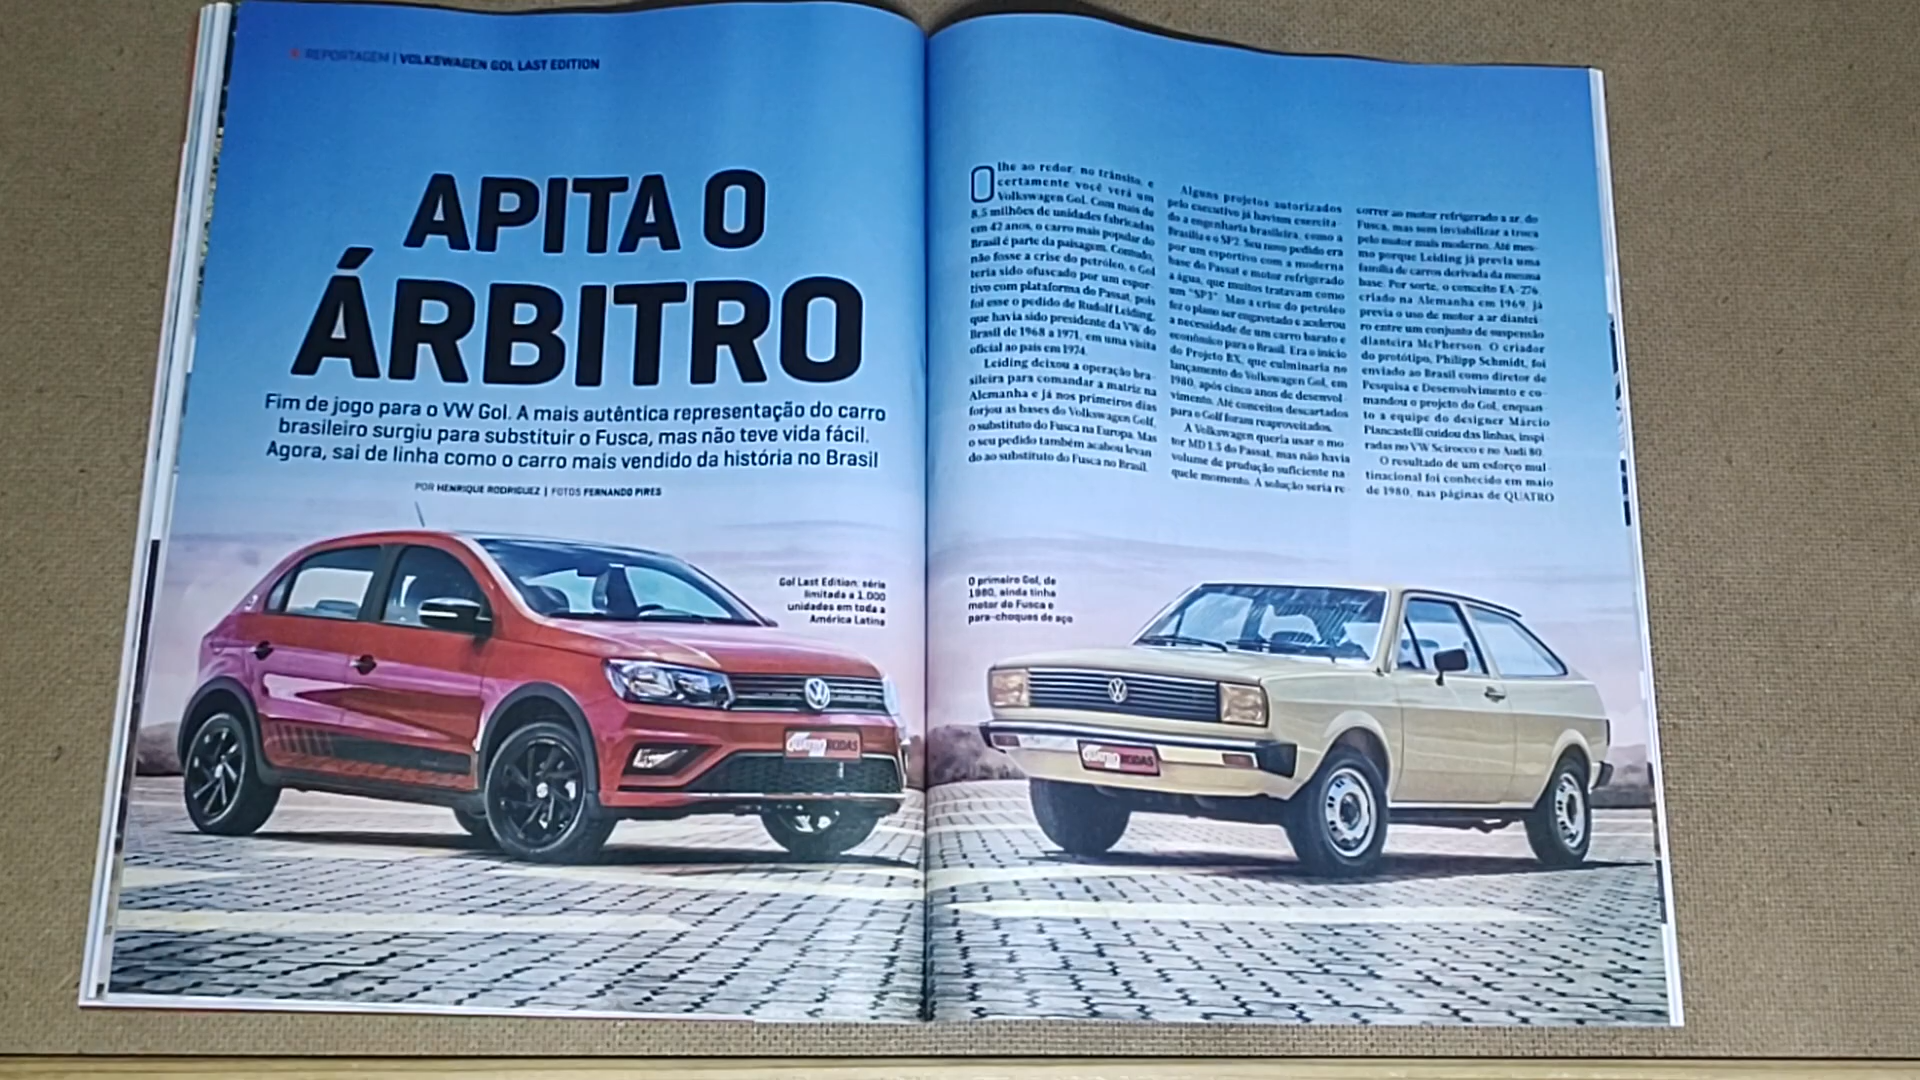 REPORTAGEM | VOLKSWAGEN GOL LAST EDITION
APITA O
ÁRBITRO
Fim de jogo para o VW Gol. A mais autêntica representação do carro
brasileiro surgiu para substituir o Fusca, mas não teve vida fácil.
Agora, sai de linha como o carro mais vendido da história no Brasil
POR HENRIQUE RODRIGUEZ | FOTOS FERNANDO PIRES
Gol Last Edition: série
limitada a 1.000
unidades em toda a
América Latina
QUATRO RODAS
Olhe ao redor, no trânsito, e
certamente você verá um
Volkswagen Gol. Com mais de
8,5 milhões de unidades fabricadas
em 42 anos, o carro mais popular do
Brasil é parte da paisagem. Contudo,
não fosse a crise do petróleo, o Gol
teria sido ofuscado por um espor-
tivo com plataforma do Passat, pois
foi esse o pedido de Rudolf Leiding,
que havia sido presidente da VW do
Brasil de 1968 a 1971, em uma visita
oficial ao país em 1974.
Leiding deixou a operação bra-
sileira para comandar a matriz na
Alemanha e já nos primeiros dias
forjou as bases do Volkswagen Golf,
o substituto do Fusca na Europa. Mas
o seu pedido também acabou levan
do ao substituto do Fusca no Brasil.
Alguns projetos autorizados
pelo executivo já haviam exercita-
do a engenharia brasileira, como a
Brasília e o SP2. Seu novo pedido era
por um esportivo com a moderna
base do Passat e motor refrigerado
a água, que muitos tratavam como
um "SP3". Mas a crise do petróleo
fez o plano ser engavetado e acelerou
a necessidade de um carro barato e
econômico para o Brasil. Era o início
do Projeto BX, que culminaria no
lançamento do Volkswagen Gol, em
1980, após cinco anos de desenvol-
vimento. Até conceitos descartados
para o Golf foram reaproveitados.
A Volkswagen queria usar o mo-
tor MD 1.5 do Passat, mas não havia
volume de produção suficiente na
quele momento. A solução seria re-
correr ao motor refrigerado a ar, do
Fusca, mas sem inviabilizar a troca
pelo motor mais moderno. Até mes-
mo porque Leiding já previa uma
família de carros derivada da mesma
base. Por sorte, o conceito EA-276,
criado na Alemanha em 1969, já
previa o uso de motor a ar diantei-
ro entre um conjunto de suspensão
dianteira McPherson. O criador
do protótipo, Philipp Schmidt, foi
enviado ao Brasil como diretor de
Pesquisa e Desenvolvimento e co-
mandou o projeto do Gol, enquan-
to a equipe do designer Márcio
Piancastelli cuidou das linhas, inspi-
radas no VW Scirocco e no Audi 80.
O resultado de um esforço mul-
tinacional foi conhecido em maio
de 1980, nas páginas de QUATRO
O primeiro Gol, de
1980, ainda tinha
motor do Fusca e
para-choques de aço
QUATRO RODAS